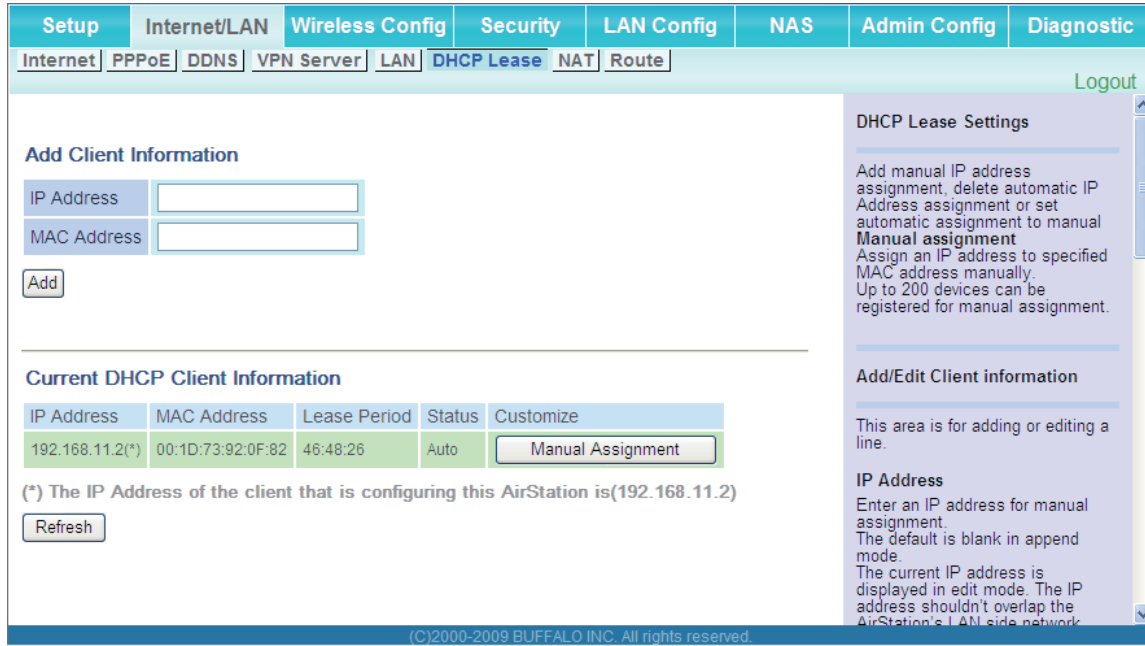 Setup Internet/LAN Wireless Config Security LAN Config NAS Admin Config Diagnostic
Internet PPPoE DDNS VPN Server LAN DHCP Lease NAT Route
Logout
Add Client Information
IP Address
MAC Address
Add
Current DHCP Client Information
IP Address MAC Address Lease Period Status Customize
192.168.11.2(*) 00:1D:73:92:0F:82 46:48:26 Auto Manual Assignment
(*) The IP Address of the client that is configuring this AirStation is(192.168.11.2)
Refresh
DHCP Lease Settings
Add manual IP address
assignment, delete automatic IP
Address assignment or set
automatic assignment to manual
Manual assignment
Assign an IP address to specified
MAC address manually.
Up to 200 devices can be
registered for manual assignment.
Add/Edit Client information
This area is for adding or editing a
line.
IP Address
Enter an IP address for manual
assignment.
The default is blank in append
mode.
The current IP address is
displayed in edit mode. The IP
address shouldn't overlap the
AirStation's LAN side network
(C)2000-2009 BUFFALO INC. All rights reserved.